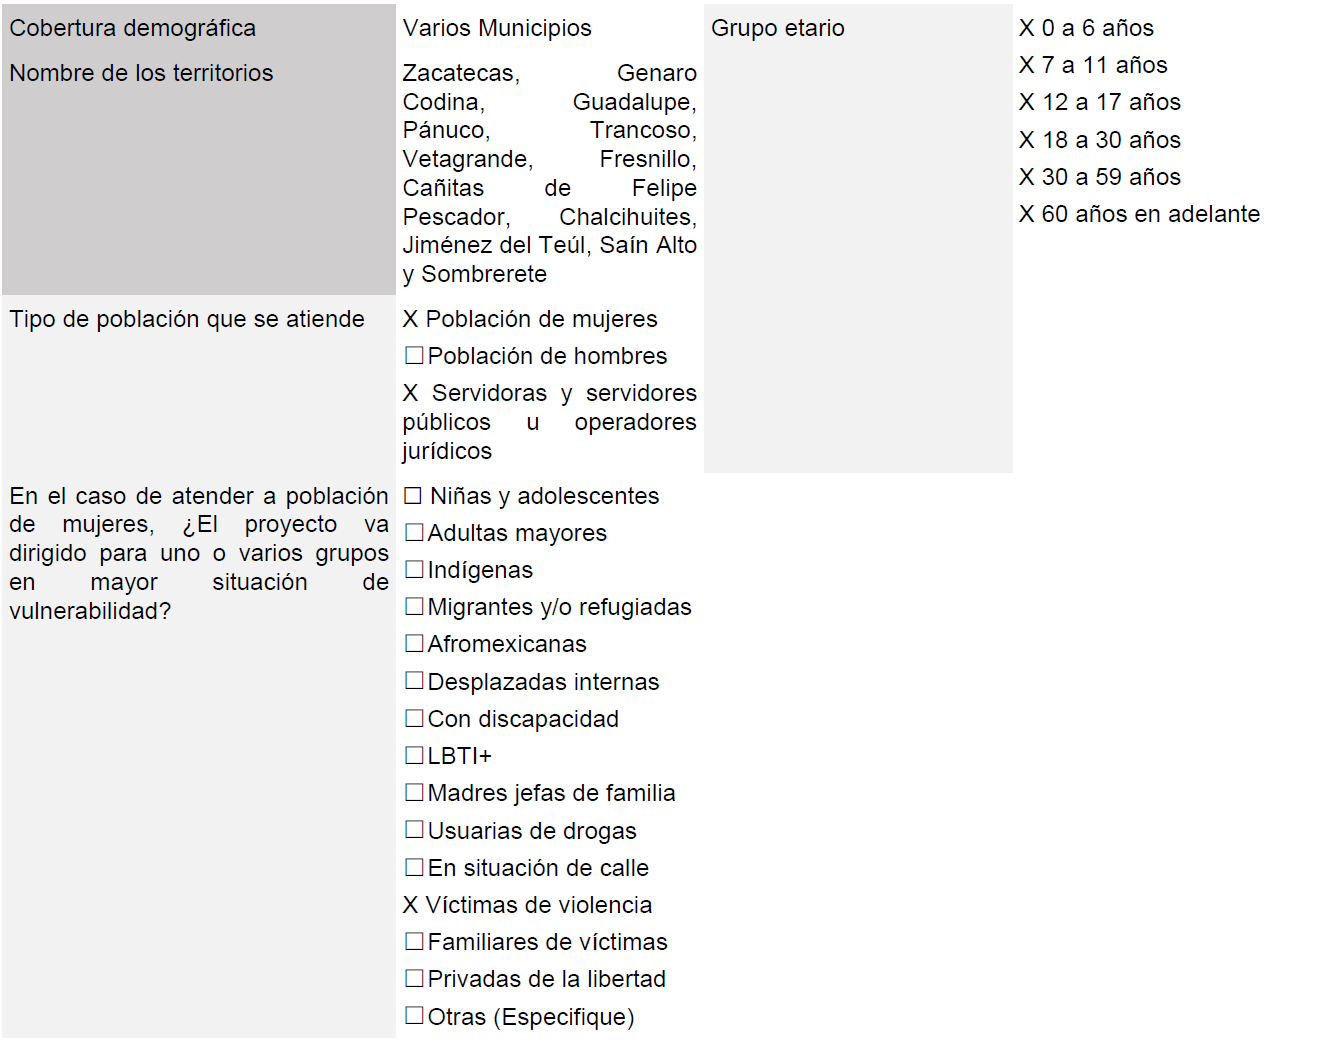 Cobertura demográfica
Varios Municipios
Grupo etario
X 0 a 6 años
X 7 a 11 años
X 12 a 17 años
X 18 a 30 años
X 30 a 59 años
X 60 años en adelante
Nombre de los territorios
Zacatecas, Genaro
Codina, Guadalupe,
Pánuco, Trancoso,
Vetagrande, Fresnillo,
Cañitas de Felipe
Pescador, Chalcihuites,
Jiménez del Teúl, Saín Alto
y Sombrerete
Tipo de población que se atiende
X Población de mujeres
☐Población de hombres
X Servidoras y servidores
públicos u operadores
jurídicos
En el caso de atender a población
de mujeres, ¿El proyecto va
dirigido para uno o varios grupos
en mayor situación de
vulnerabilidad?
☐ Niñas y adolescentes
☐Adultas mayores
☐Indígenas
☐Migrantes y/o refugiadas
☐Afromexicanas
☐Desplazadas internas
☐Con discapacidad
☐LBTI+
☐Madres jefas de familia
☐Usuarias de drogas
☐En situación de calle
X Víctimas de violencia
☐Familiares de víctimas
☐Privadas de la libertad
☐Otras (Especifique)